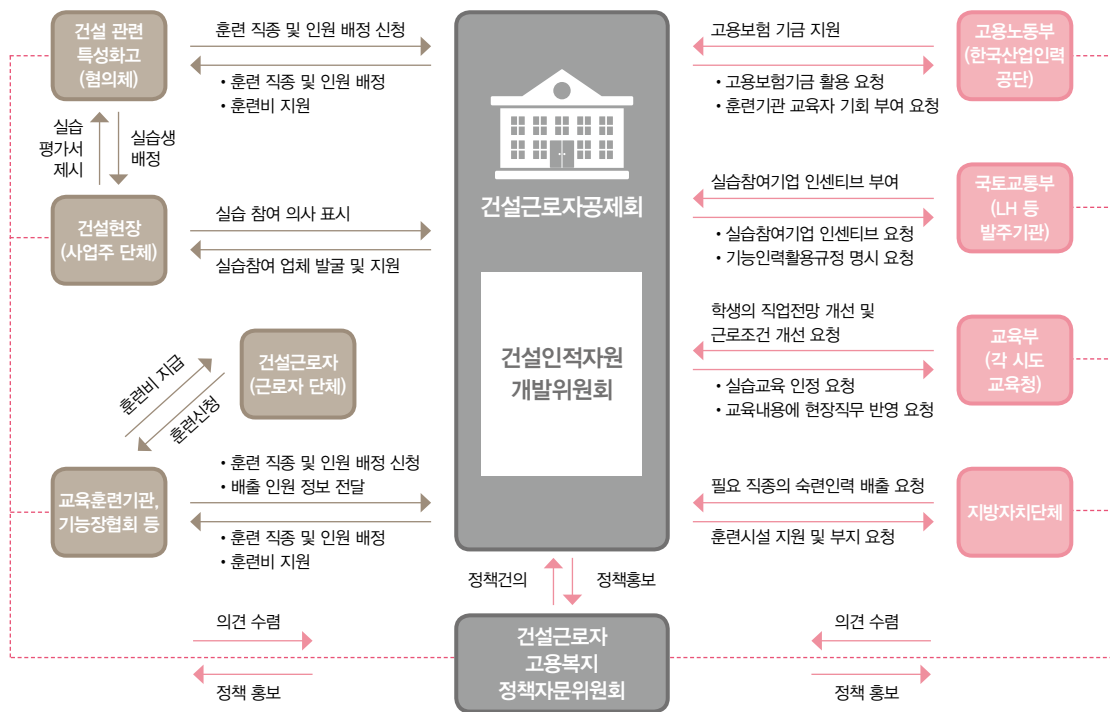 건설 관련
특성화고
(협의체)
훈련 직종 및 인원 배정 신청
• 훈련 직종 및 인원 배정
• 훈련비 지원
실습
평가서
제시
실습생
배정
건설현장
(사업주 단체)
실습 참여 의사 표시
실습참여 업체 발굴 및 지원
건설근로자
(근로자 단체)
훈련비 지급
훈련신청
교육훈련기관,
기능장협회 등
• 훈련 직종 및 인원 배정 신청
• 배출 인원 정보 전달
• 훈련 직종 및 인원 배정
• 훈련비 지원
건설근로자공제회
건설인적자원
개발위원회
고용보험 기금 지원
• 고용보험기금 활용 요청
• 훈련기관 교육자 기회 부여 요청
고용노동부
(한국산업인력
공단)
실습참여기업 인센티브 부여
• 실습참여기업 인센티브 요청
• 기능인력활용규정 명시 요청
국토교통부
(LH 등
발주기관)
학생의 직업전망 개선 및
근로조건 개선 요청
• 실습교육 인정 요청
• 교육내용에 현장직무 반영 요청
교육부
(각 시도
교육청)
필요 직종의 숙련인력 배출 요청
훈련시설 지원 및 부지 요청
지방자치단체
정책건의
정책홍보
의견 수렴
정책 홍보
건설근로자
고용복지
정책자문위원회
의견 수렴
정책 홍보